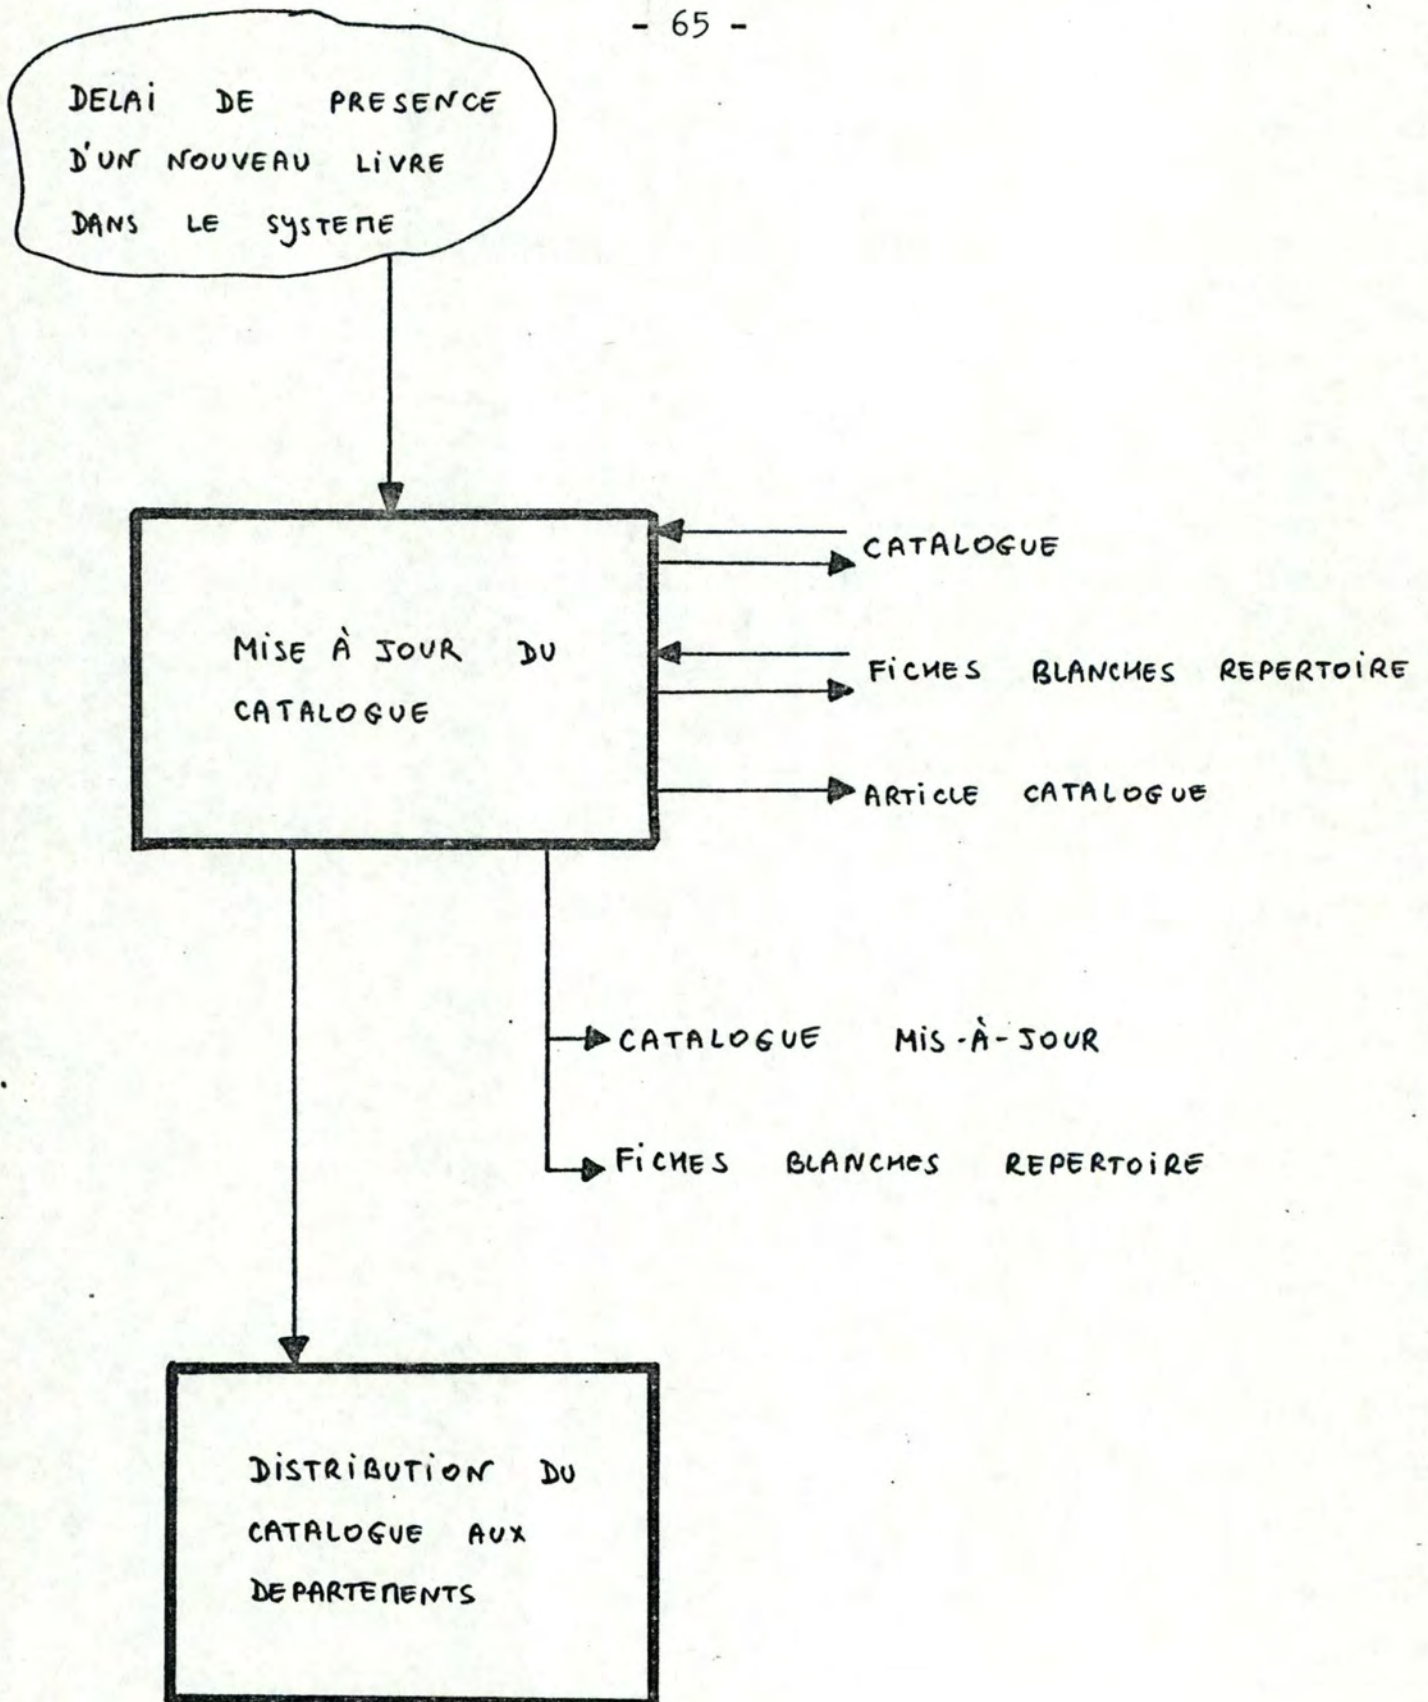 - 65 -
DELAi DE PRESENCE
D'UN NOUVEAU LiVRE
DANS LE SYSTEME
CATALOGUE
MiSE À JOUR DU
CATALOGUE
FiCHES BLANCHES REPERTOiRE
ARTiCLE CATALOGUE
CATALOGUE MiS-À-JOUR
FiCHES BLANCHES REPERTOiRE
DiSTRiBUTiON DU
CATALOGUE AUX
DEPARTEMENTS